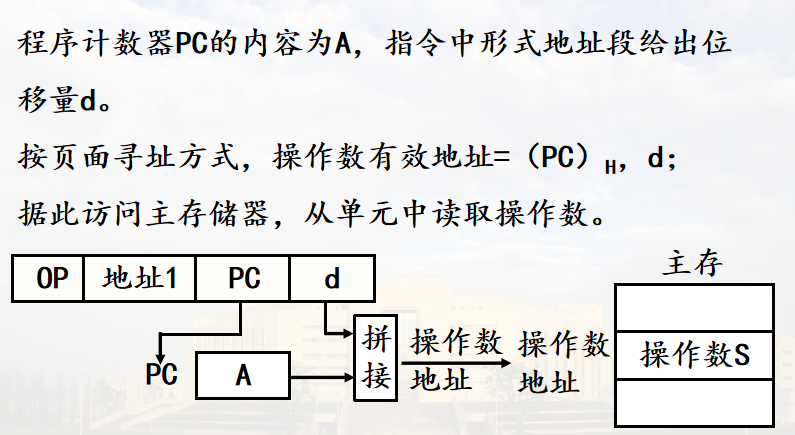 程序计数器PC的内容为A，指令中形式地址段给出位
移量d。
按页面寻址方式，操作数有效地址=（PC）H，d；
据此访问主存储器，从单元中读取操作数。
主存
OP 地址1 PC d
拼接
操作数地址
操作数地址
操作数S
PC A